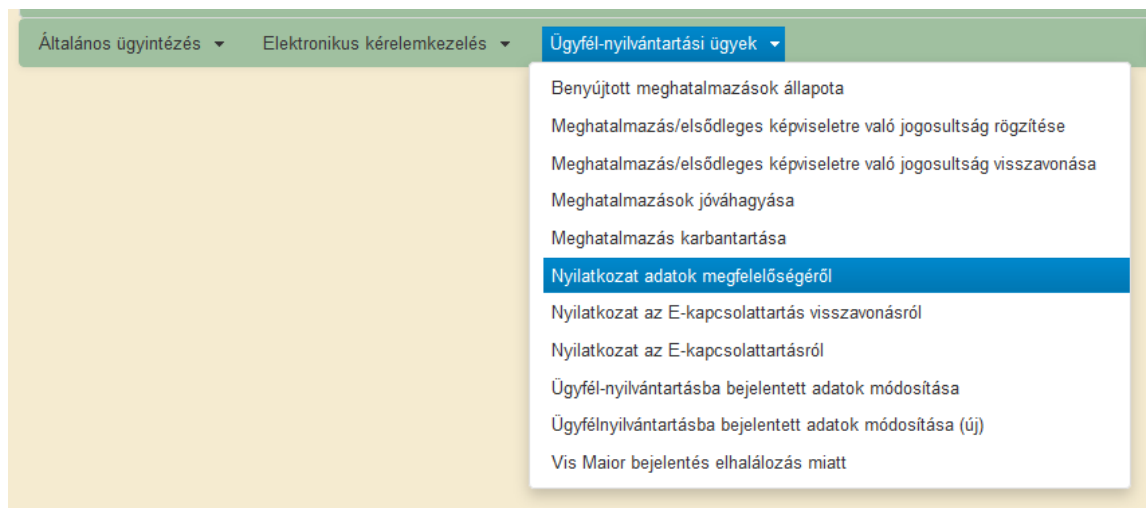 Általános ügyintézés Elektronikus kérelemkezelés Ügyfél-nyilvántartási ügyek
Benyújtott meghatalmazások állapota
Meghatalmazás/elsődleges képviseletre való jogosultság rögzítése
Meghatalmazás/elsődleges képviseletre való jogosultság visszavonása
Meghatalmazások jóváhagyása
Meghatalmazás karbantartása
Nyilatkozat adatok megfelelőségéről
Nyilatkozat az E-kapcsolattartás visszavonásról
Nyilatkozat az E-kapcsolattartásról
Ügyfél-nyilvántartásba bejelentett adatok módosítása
Ügyfélnyilvántartásba bejelentett adatok módosítása (új)
Vis Maior bejelentés elhalálozás miatt